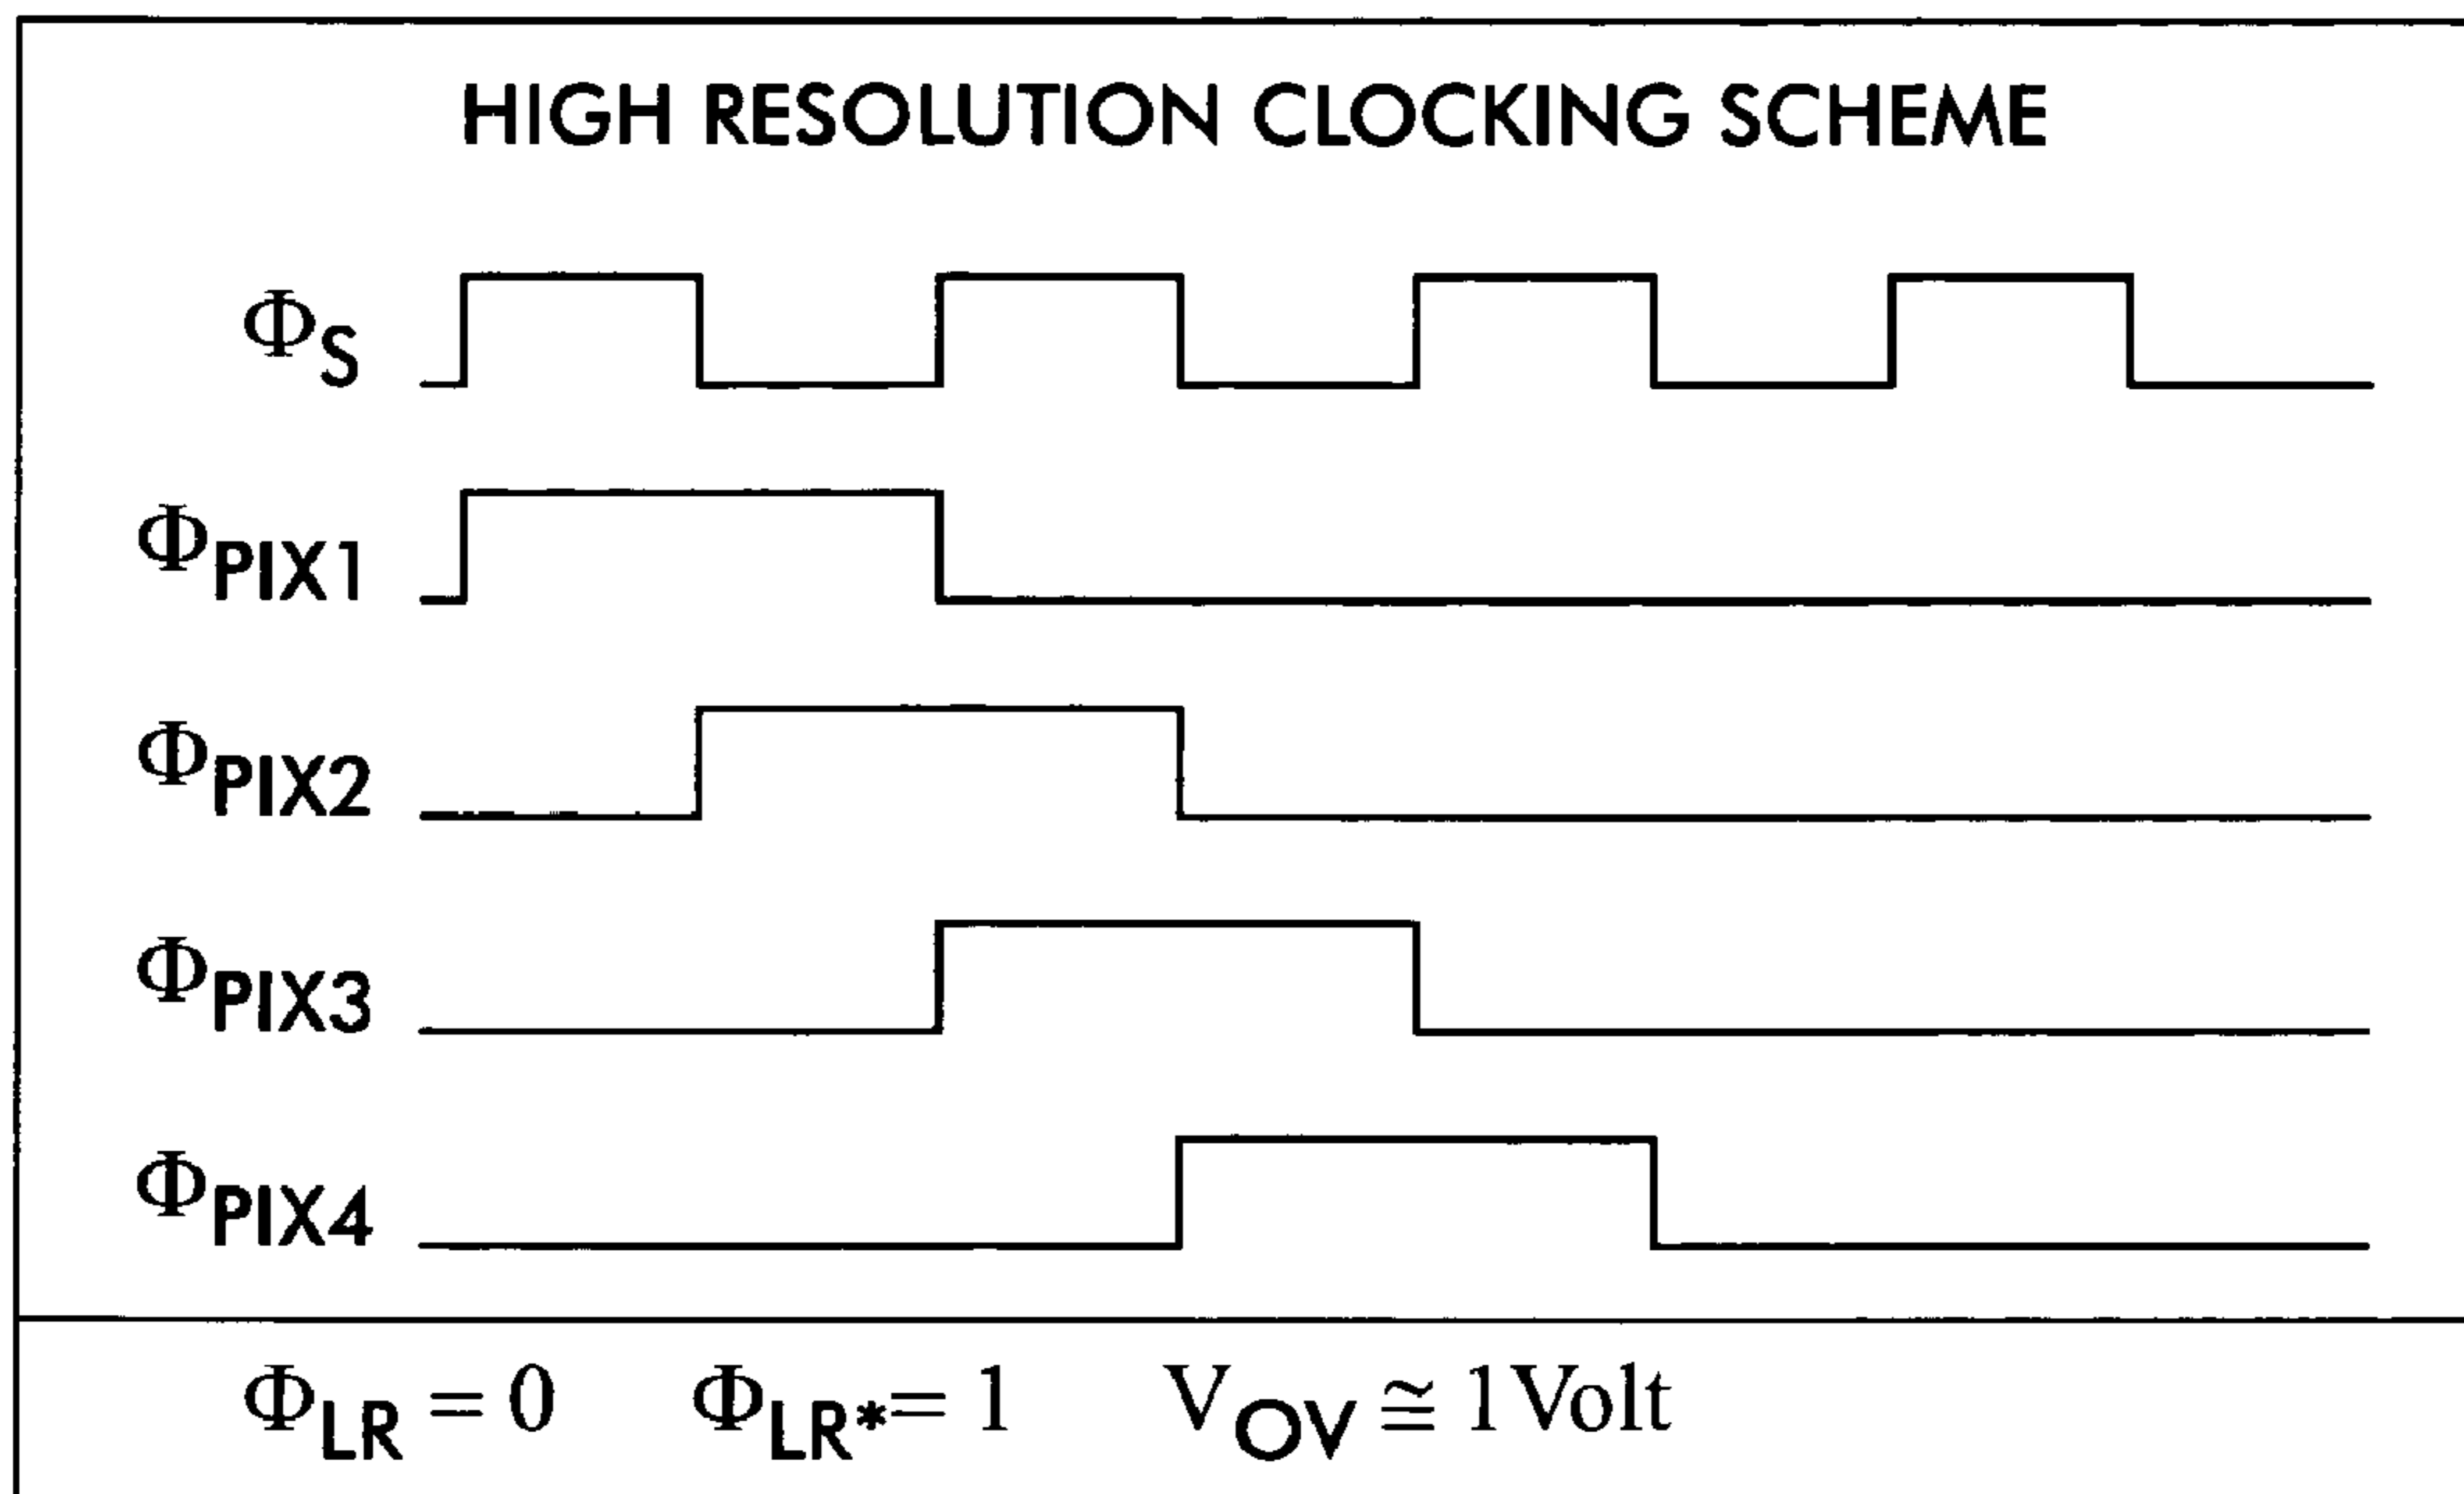 HIGH RESOLUTION CLOCKING SCHEME
ΦS
ΦPIX1
ΦPIX2
ΦPIX3
ΦPIX4
ΦLR = 0 ΦLR* = 1 VOV ≅ 1Volt